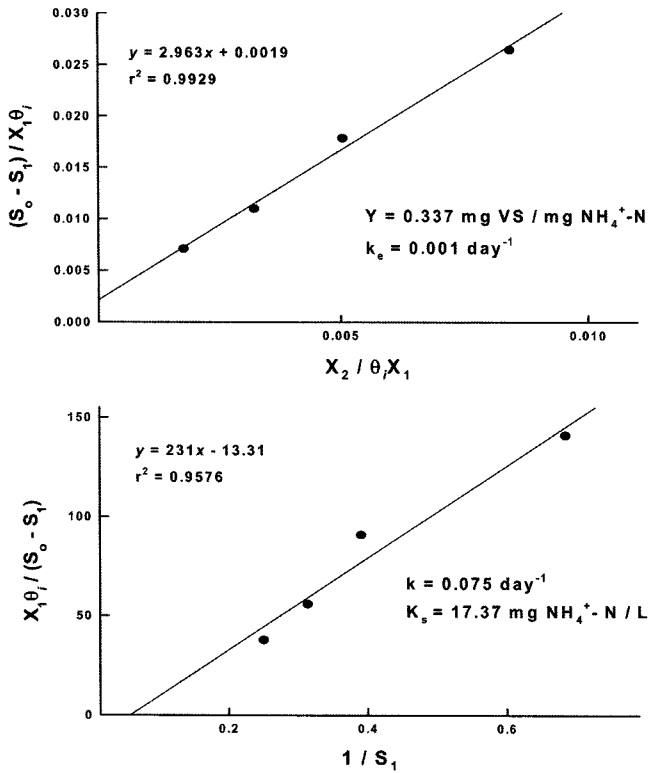 0.030
y = 2.963x + 0.0019
r² = 0.9929
0.025
0.020
0.015
0.010
0.005
0.000
(Sₒ - S₁) / X₁θᵢ
Y = 0.337 mg VS / mg NH₄⁺-N
kₑ = 0.001 day⁻¹
0.005
0.010
X₂ / θᵢX₁
150
y = 231x - 13.31
r² = 0.9576
100
50
0
X₁θᵢ / (Sₒ - S₁)
k = 0.075 day⁻¹
Kₛ = 17.37 mg NH₄⁺- N / L
0.2
0.4
0.6
1 / S₁